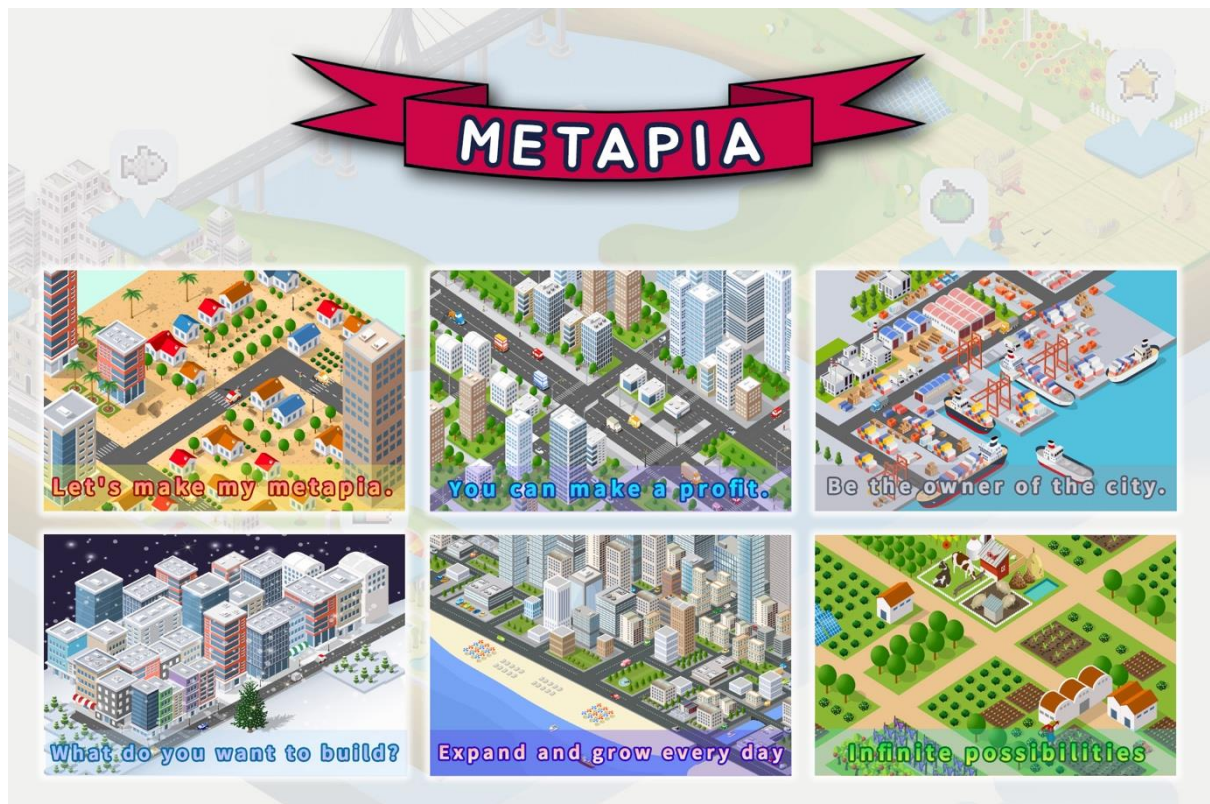 METAPIA
Let's make my metapia.
You can make a profit.
Be the owner of the city.
What do you want to build?
Expand and grow every day
Infinite possibilities